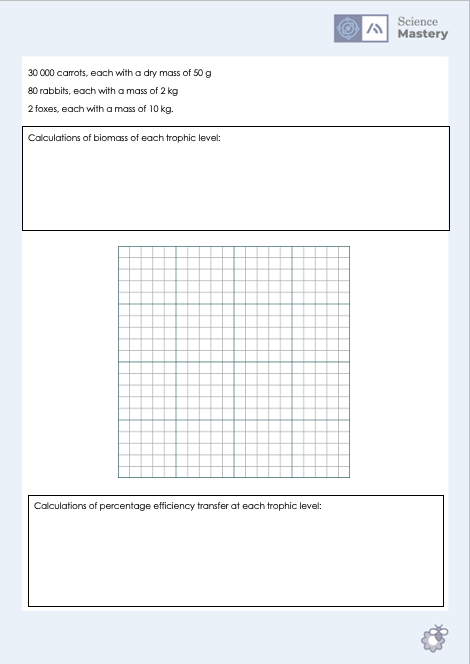 Science
Mastery
30 000 carrots, each with a dry mass of 50 g
80 rabbits, each with a mass of 2 kg
2 foxes, each with a mass of 10 kg.
Calculations of biomass of each trophic level:
Calculations of percentage efficiency transfer at each trophic level: